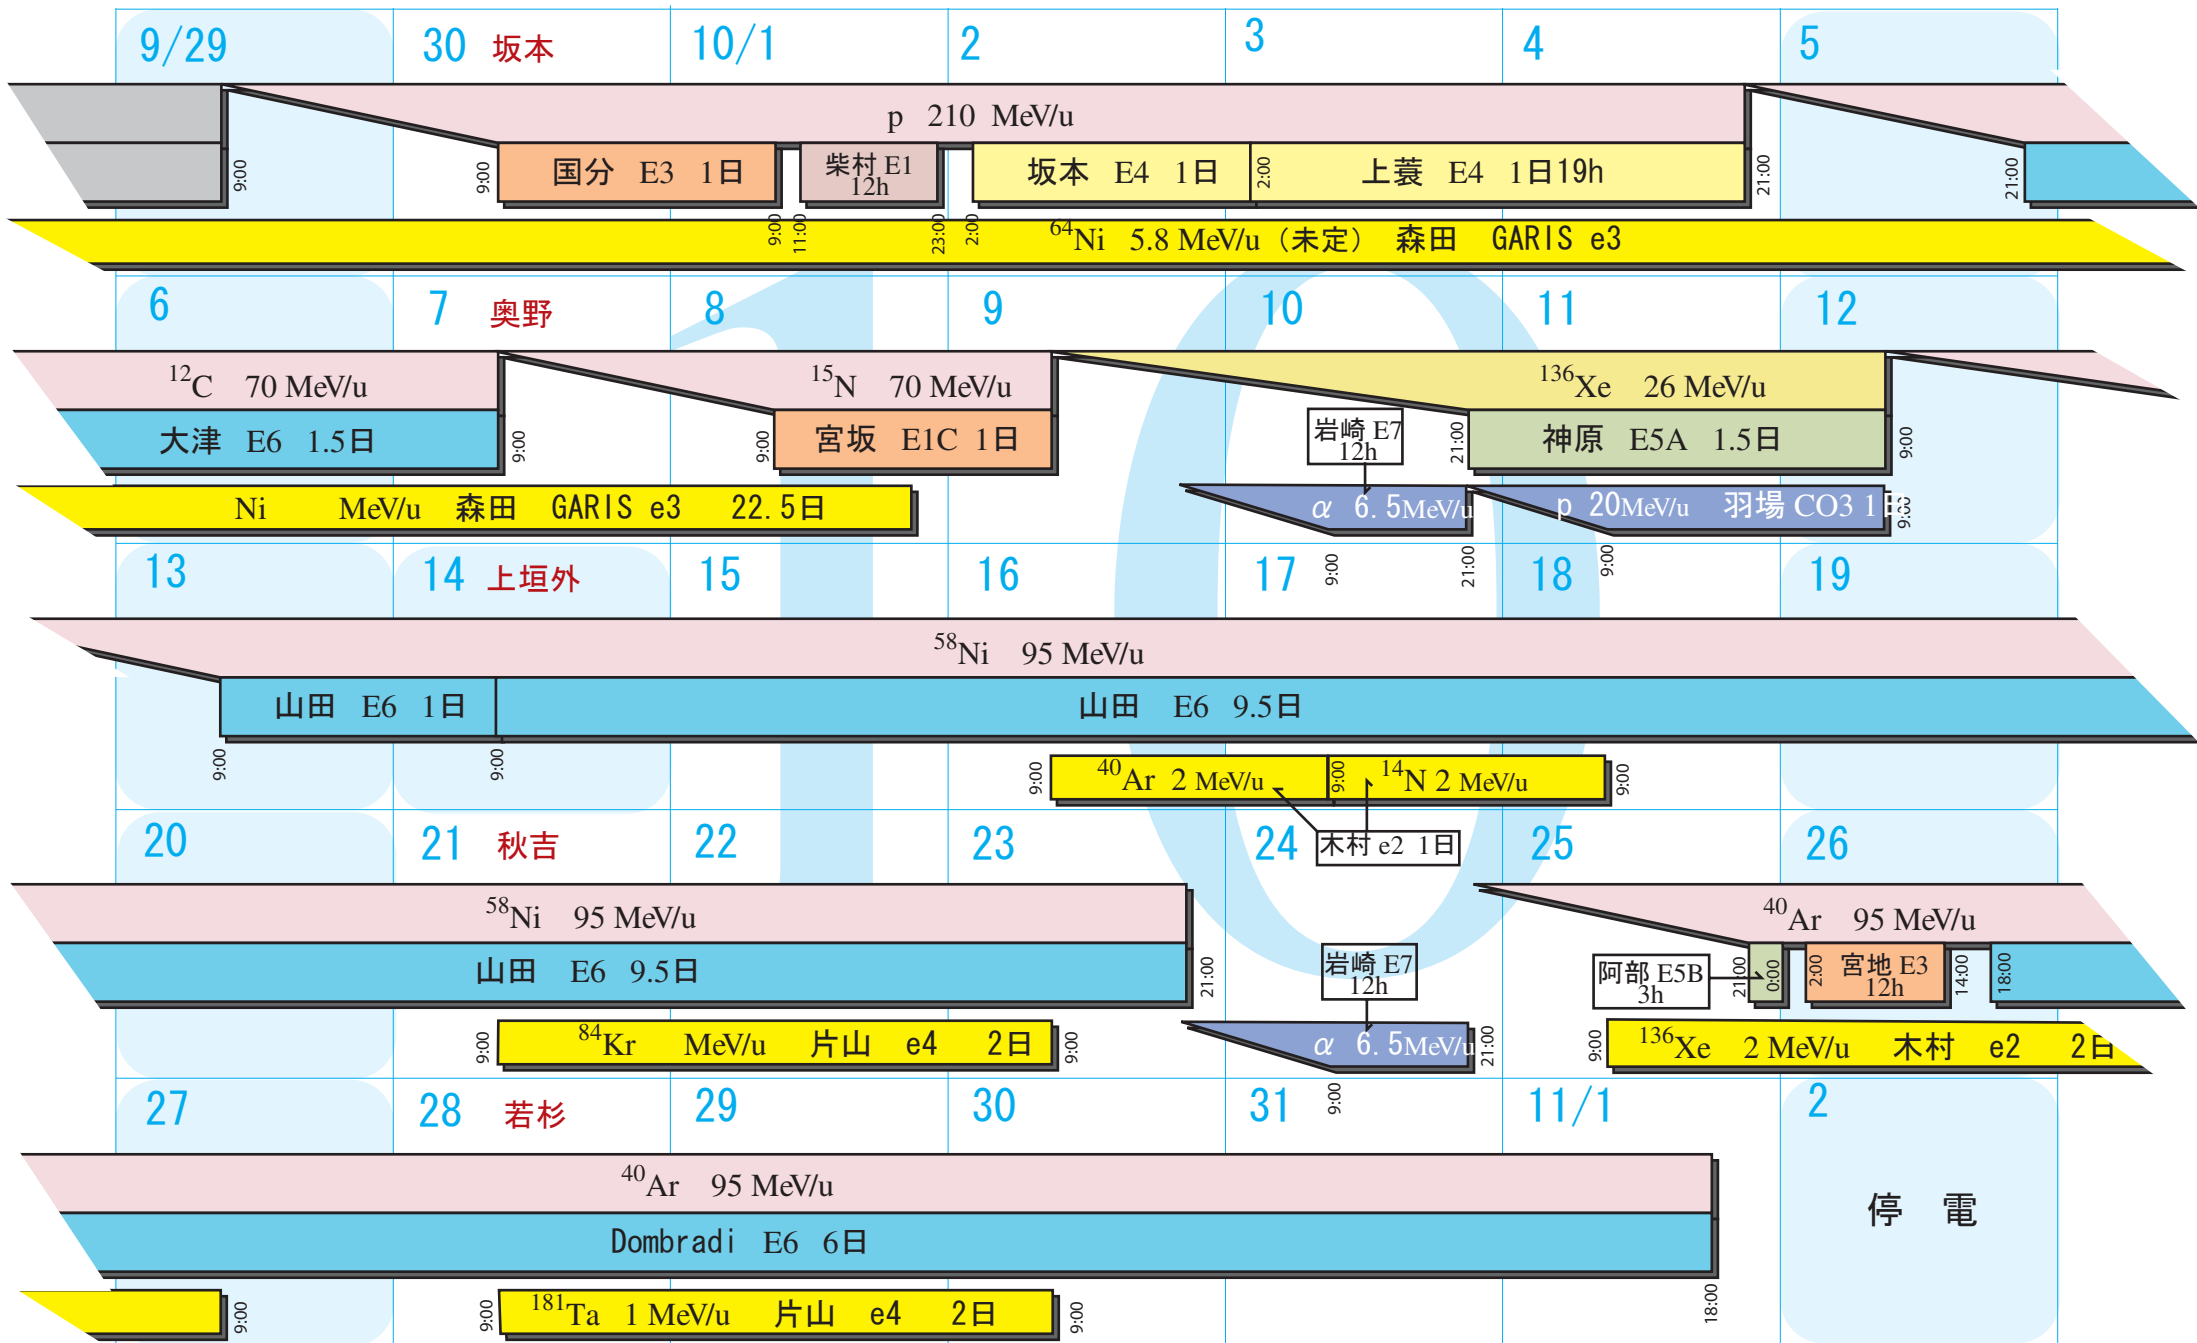 9/29 30 坂本 10/1 2 3 4 5
p 210 MeV/u
9:00 9:00 国分 E3 1日 柴村 E1 坂本 E4 1日 2:00 上蓑 E4 1日19h 21:00 21:00
12h
9:00 11:00 23:00 2:00
64Ni 5.8 MeV/u（未定） 森田 GARIS e3
6 7 奥野 8 9 10 11 12
12C 70 MeV/u 15N 70 MeV/u 136Xe 26 MeV/u
大津 E6 1.5日 9:00 9:00 宮坂 E1C 1日 岩崎 E7 21:00 神原 E5A 1.5日 9:00
12h
Ni MeV/u 森田 GARIS e3 22.5日 α 6.5MeV/u p 20MeV/u 羽場 CO3 1日 9:00
9:00 21:00 9:00
13 14 上垣外 15 16 17 18 19
58Ni 95 MeV/u
山田 E6 1日 山田 E6 9.5日
9:00 9:00
9:00 40Ar 2 MeV/u 9:00 14N 2 MeV/u 9:00
木村 e2 1日
20 21 秋吉 22 23 24 25 26
58Ni 95 MeV/u 40Ar 95 MeV/u
山田 E6 9.5日 21:00 岩崎 E7 阿部 E5B 21:00 0:00 2:00 宮地 E3 14:00 18:00
12h 3h 12h
9:00 84Kr MeV/u 片山 e4 2日 9:00 α 6.5MeV/u 21:00 9:00 136Xe 2 MeV/u 木村 e2 2日
9:00
27 28 若杉 29 30 31 11/1 2
40Ar 95 MeV/u
停 電
Dombradi E6 6日
18:00
9:00 9:00 181Ta 1 MeV/u 片山 e4 2日 9:00
10